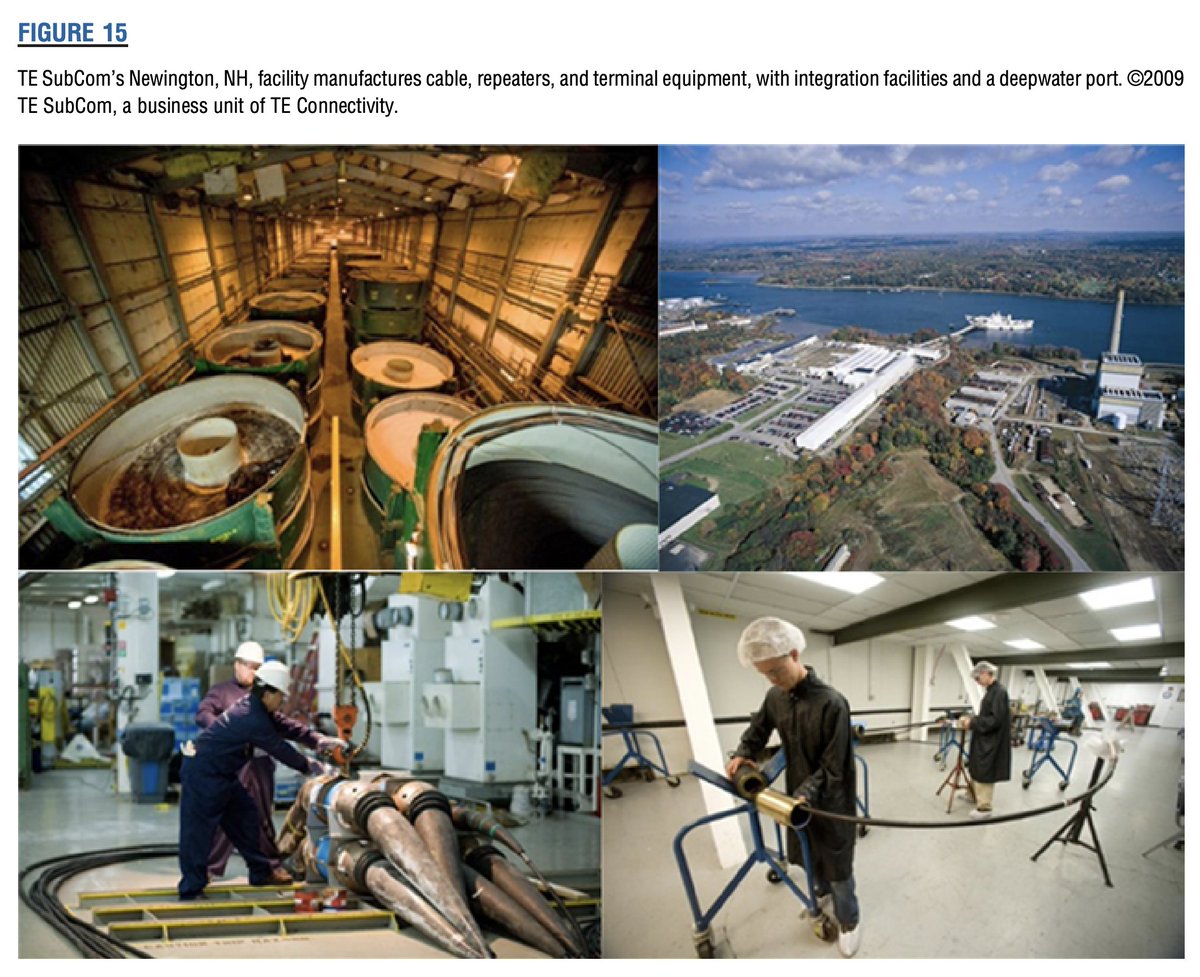 FIGURE 15
TE SubCom’s Newington, NH, facility manufactures cable, repeaters, and terminal equipment, with integration facilities and a deepwater port. ©2009
TE SubCom, a business unit of TE Connectivity.